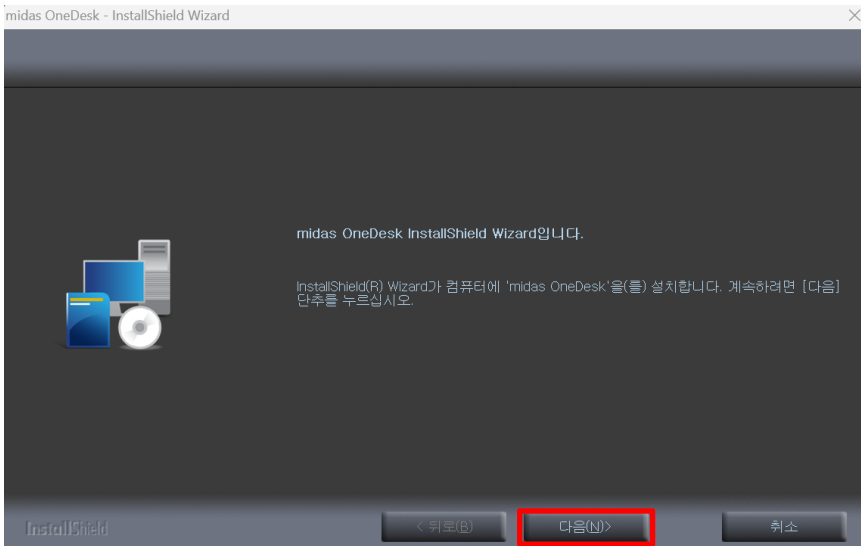 midas OneDesk - InstallShield Wizard
midas OneDesk InstallShield Wizard입니다.
InstallShield(R) Wizard가 컴퓨터에 'midas OneDesk'을(를) 설치합니다. 계속하려면 [다음]
단추를 누르십시오.
InstallShield
< 뒤로(B)
다음(N)>
취소